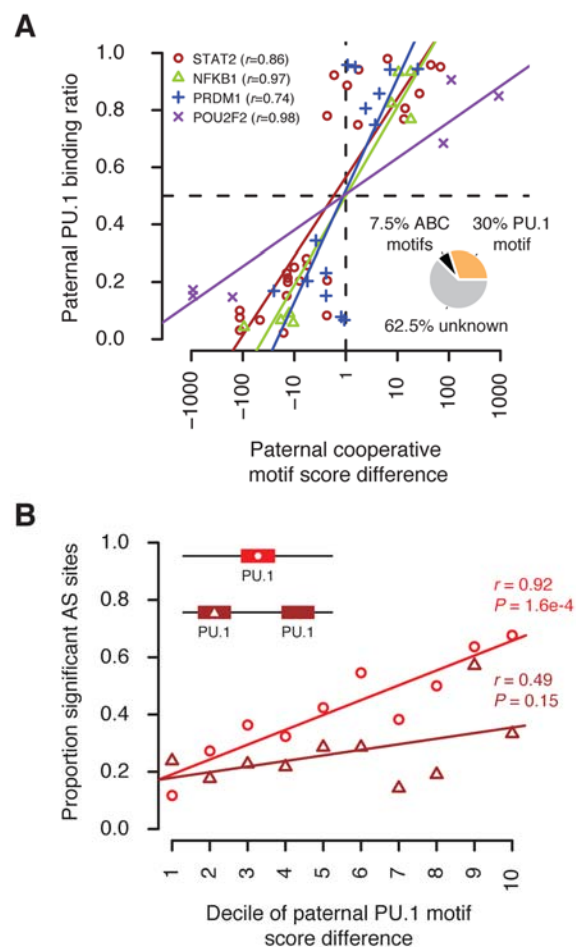 A
Paternal PU.1 binding ratio
1.0
0.8
0.6
0.4
0.2
0.0
STAT2 (r=0.86)
NFKB1 (r=0.97)
PRDM1 (r=0.74)
POU2F2 (r=0.98)
7.5% ABC
motifs
30% PU.1
motif
62.5% unknown
−1000
−100
−10
1
10
100
1000
Paternal cooperative
motif score difference
B
Proportion significant AS sites
1.0
0.8
0.6
0.4
0.2
0.0
PU.1
PU.1 PU.1
r = 0.92
P = 1.6e-4
r = 0.49
P = 0.15
1
2
3
4
5
6
7
8
9
10
Decile of paternal PU.1 motif
score difference